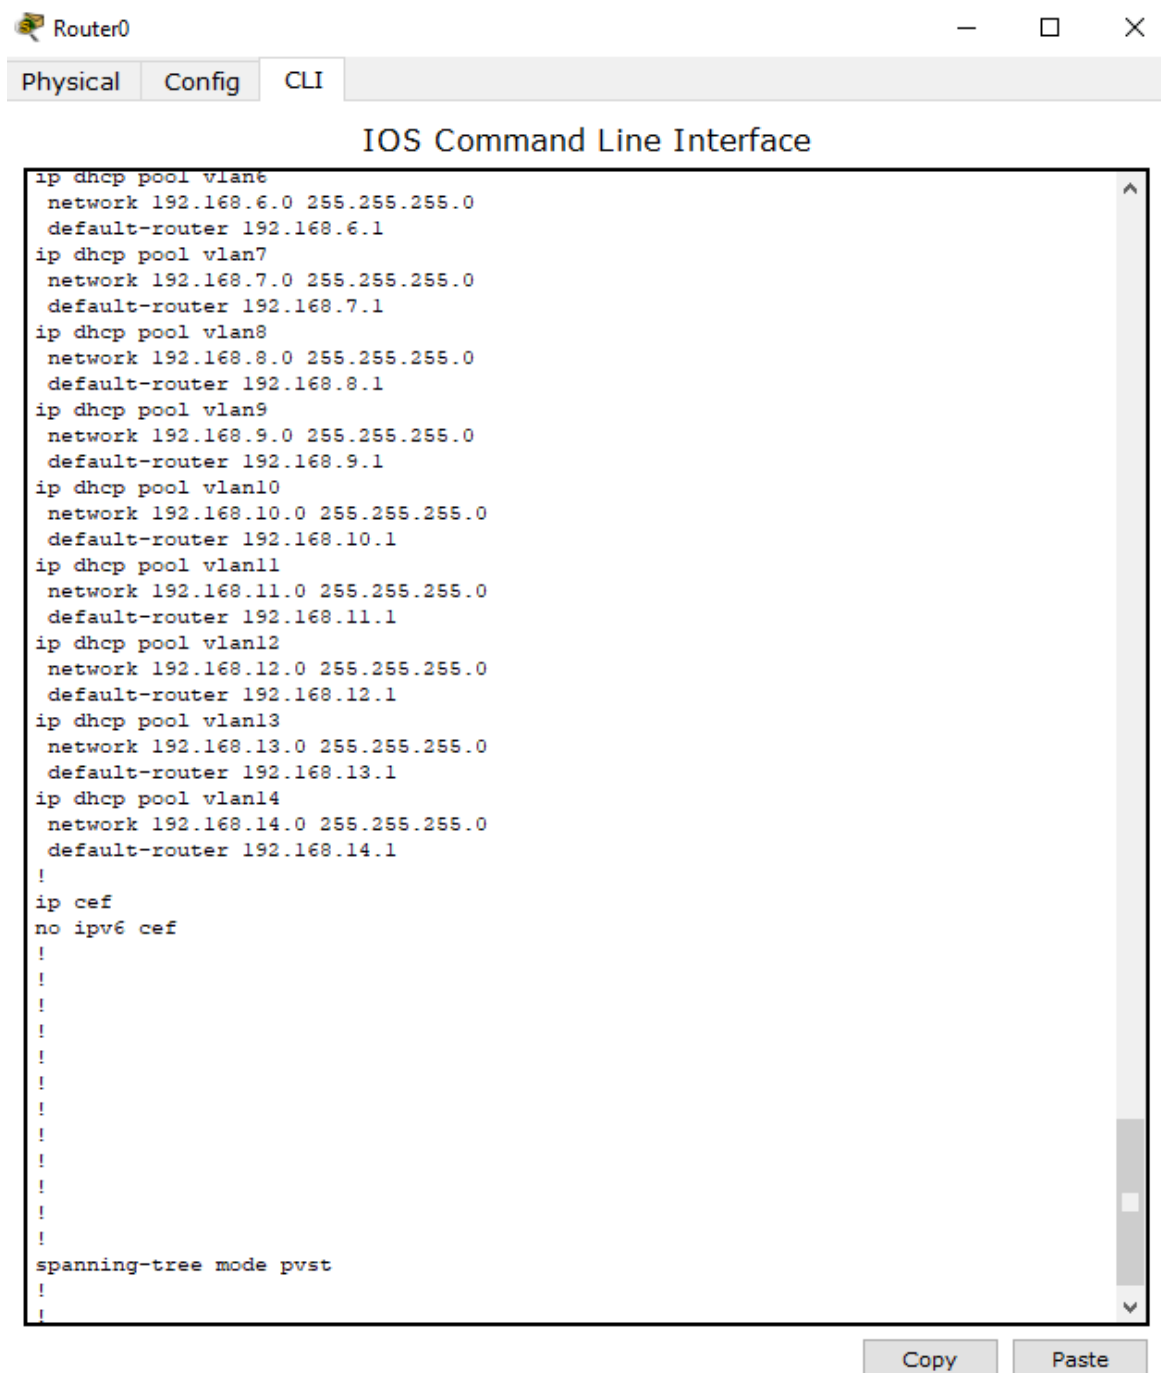 Router0
Physical Config CLI
IOS Command Line Interface
ip dhcp pool vlan6
 network 192.168.6.0 255.255.255.0
 default-router 192.168.6.1
ip dhcp pool vlan7
 network 192.168.7.0 255.255.255.0
 default-router 192.168.7.1
ip dhcp pool vlan8
 network 192.168.8.0 255.255.255.0
 default-router 192.168.8.1
ip dhcp pool vlan9
 network 192.168.9.0 255.255.255.0
 default-router 192.168.9.1
ip dhcp pool vlan10
 network 192.168.10.0 255.255.255.0
 default-router 192.168.10.1
ip dhcp pool vlan11
 network 192.168.11.0 255.255.255.0
 default-router 192.168.11.1
ip dhcp pool vlan12
 network 192.168.12.0 255.255.255.0
 default-router 192.168.12.1
ip dhcp pool vlan13
 network 192.168.13.0 255.255.255.0
 default-router 192.168.13.1
ip dhcp pool vlan14
 network 192.168.14.0 255.255.255.0
 default-router 192.168.14.1
!
ip cef
no ipv6 cef
!
!
!
!
!
!
!
!
!
!
!
!
spanning-tree mode pvst
!
!
Copy Paste